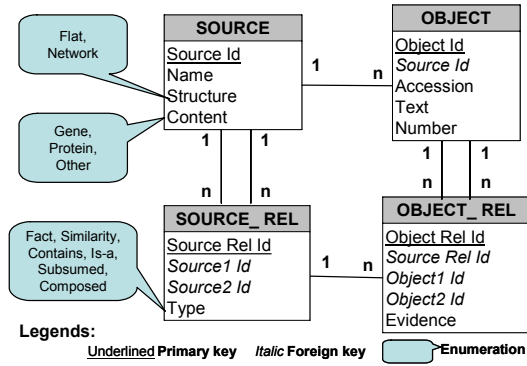 SOURCE
Source Id
Name
Structure
Content
OBJECT
Object Id
Source Id
Accession
Text
Number
Flat,
Network
Gene,
Protein,
Other
1
n
1
1
n
n
1
1
n
n
SOURCE_ REL
Source Rel Id
Source1 Id
Source2 Id
Type
OBJECT_ REL
Object Rel Id
Source Rel Id
Object1 Id
Object2 Id
Evidence
Fact, Similarity,
Contains, Is-a,
Subsumed,
Composed
1
n
Legends:
Underlined Primary key Italic Foreign key Enumeration